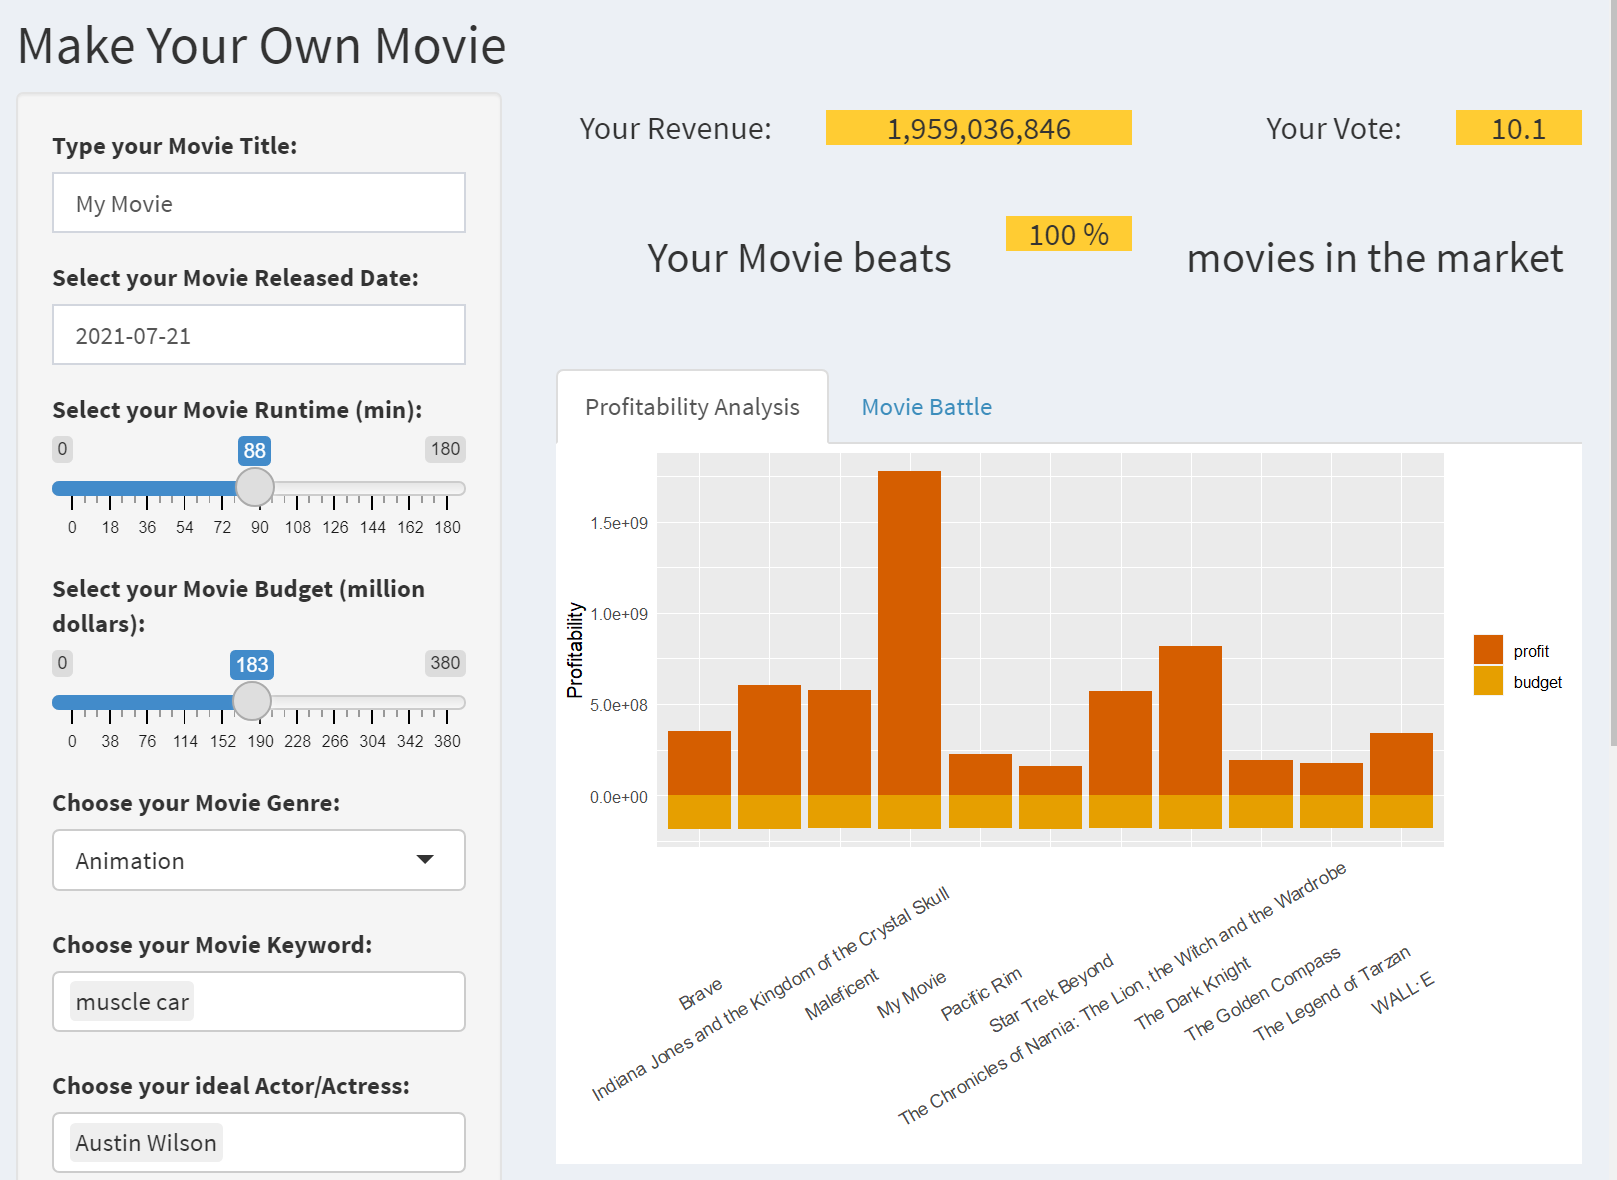 Make Your Own Movie
Type your Movie Title:
My Movie
Select your Movie Released Date:
2021-07-21
Select your Movie Runtime (min):
0 88 180
0 18 36 54 72 90 108 126 144 162 180
Select your Movie Budget (million
dollars):
0 183 380
0 38 76 114 152 190 228 266 304 342 380
Choose your Movie Genre:
Animation
Choose your Movie Keyword:
muscle car
Choose your ideal Actor/Actress:
Austin Wilson
Your Revenue: 1,959,036,846 Your Vote: 10.1
Your Movie beats 100 % movies in the market
Profitability Analysis Movie Battle
Profitability
1.5e+09
1.0e+09
5.0e+08
0.0e+00
profit
budget
Brave
Indiana Jones and the Kingdom of the Crystal Skull
Maleficent
My Movie
Pacific Rim
Star Trek Beyond
The Chronicles of Narnia: The Lion, the Witch and the Wardrobe
The Dark Knight
The Golden Compass
The Legend of Tarzan
WALL·E